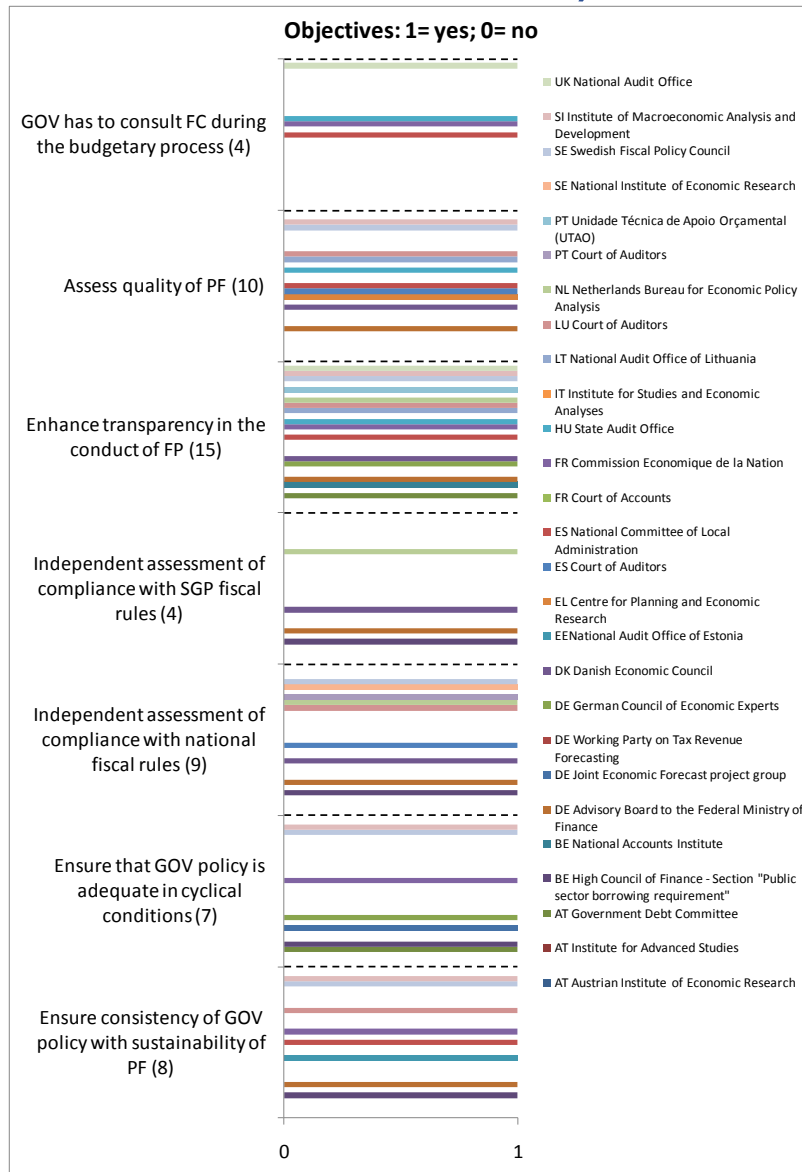 Objectives: 1= yes; 0= no
GOV has to consult FC during
the budgetary process (4)
Assess quality of PF (10)
Enhance transparency in the
conduct of FP (15)
Independent assessment of
compliance with SGP fiscal
rules (4)
Independent assessment of
compliance with national
fiscal rules (9)
Ensure that GOV policy is
adequate in cyclical
conditions (7)
Ensure consistency of GOV
policy with sustainability of
PF (8)
0
1
UK National Audit Office
SI Institute of Macroeconomic Analysis and
Development
SE Swedish Fiscal Policy Council
SE National Institute of Economic Research
PT Unidade Técnica de Apoio Orçamental
(UTAO)
PT Court of Auditors
NL Netherlands Bureau for Economic Policy
Analysis
LU Court of Auditors
LT National Audit Office of Lithuania
IT Institute for Studies and Economic
Analyses
HU State Audit Office
FR Commission Economique de la Nation
FR Court of Accounts
ES National Committee of Local
Administration
ES Court of Auditors
EL Centre for Planning and Economic
Research
EENational Audit Office of Estonia
DK Danish Economic Council
DE German Council of Economic Experts
DE Working Party on Tax Revenue
Forecasting
DE Joint Economic Forecast project group
DE Advisory Board to the Federal Ministry of
Finance
BE National Accounts Institute
BE High Council of Finance - Section "Public
sector borrowing requirement"
AT Government Debt Committee
AT Institute for Advanced Studies
AT Austrian Institute of Economic Research